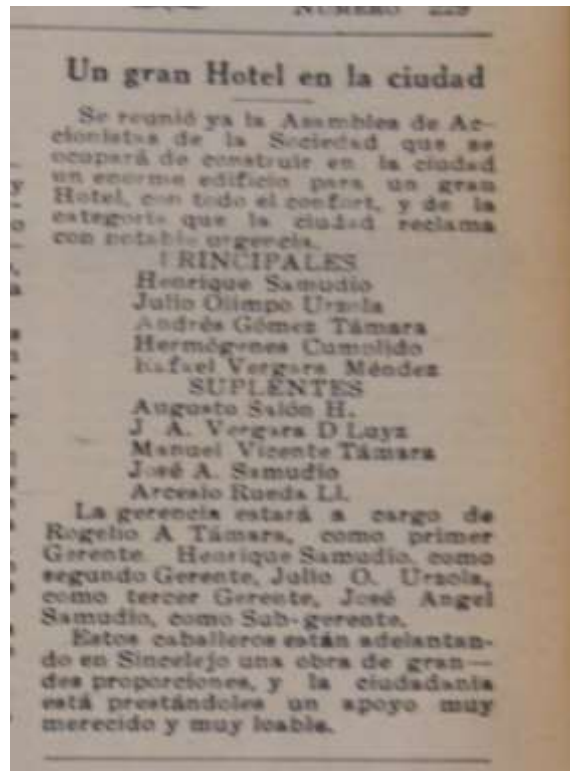 NUMERO 229
Un gran Hotel en la ciudad
Se reunió ya la Asamblea de Ac-
cionistas de la Sociedad que se
ocupará de construir en la ciudad
un enorme edificio para un gran
Hotel, con todo el confort, y de la
categoria que la ciudad reclama
con notable urgencia.
PRINCIPALES
Henrique Samudio
Julio Olimpo Urzola
Andrés Gómez Támara
Hermógenes Cumplido
Rafael Vergara Méndez
SUPLENTES
Augusto Salón H.
J A. Vergara D Luyz
Manuel Vicente Támara
José A. Samudio
Arcesio Rueda Ll.
La gerencia estará a cargo de
Rogelio A Támara, como primer
Gerente. Henrique Samudio, como
segundo Gerente, Julio O. Urzola,
como tercer Gerente, José Angel
Samudio, como Sub-gerente.
Estos caballeros están adelantan-
do en Sincelejo una obra de gran—
des proporciones, y la ciudadanía
está prestándoles un apoyo muy
merecido y muy loable.